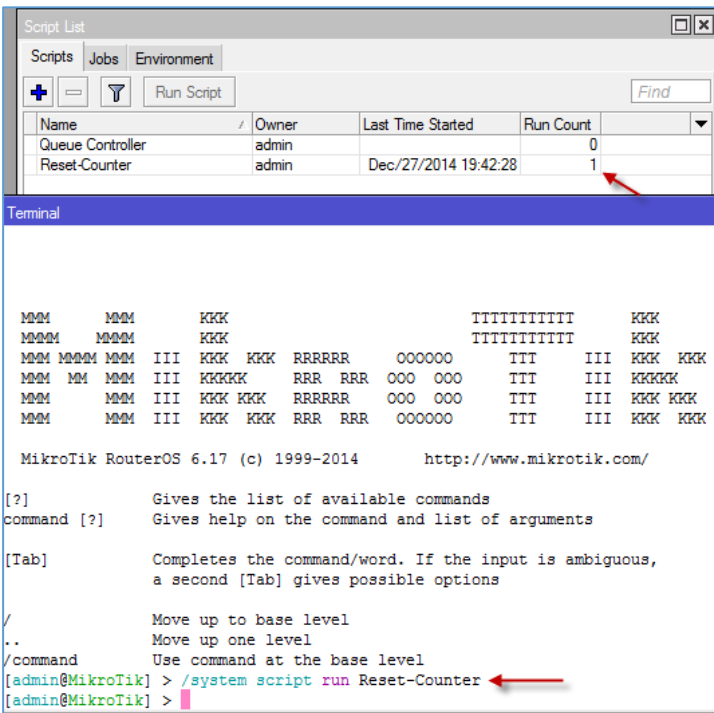 Script List
Scripts Jobs Environment
Run Script Find
Name Owner Last Time Started Run Count
Queue Controller admin 0
Reset-Counter admin Dec/27/2014 19:42:28 1
Terminal
MMM MMM KKK TTTTTTTTTTT KKK
MMMM MMMM KKK TTTTTTTTTTT KKK
MMM MMMM MMM III KKK KKK RRRRRR OOOOOO TTT III KKK KKK
MMM MM MMM III KKKKK RRR RRR OOO OOO TTT III KKKKK
MMM MMM III KKK KKK RRRRRR OOO OOO TTT III KKK KKK
MMM MMM III KKK KKK RRR RRR OOOOOO TTT III KKK KKK
MikroTik RouterOS 6.17 (c) 1999-2014 http://www.mikrotik.com/
[?] Gives the list of available commands
command [?] Gives help on the command and list of arguments
[Tab] Completes the command/word. If the input is ambiguous,
a second [Tab] gives possible options
/ Move up to base level
.. Move up one level
/command Use command at the base level
[admin@MikroTik] > /system script run Reset-Counter
[admin@MikroTik] >